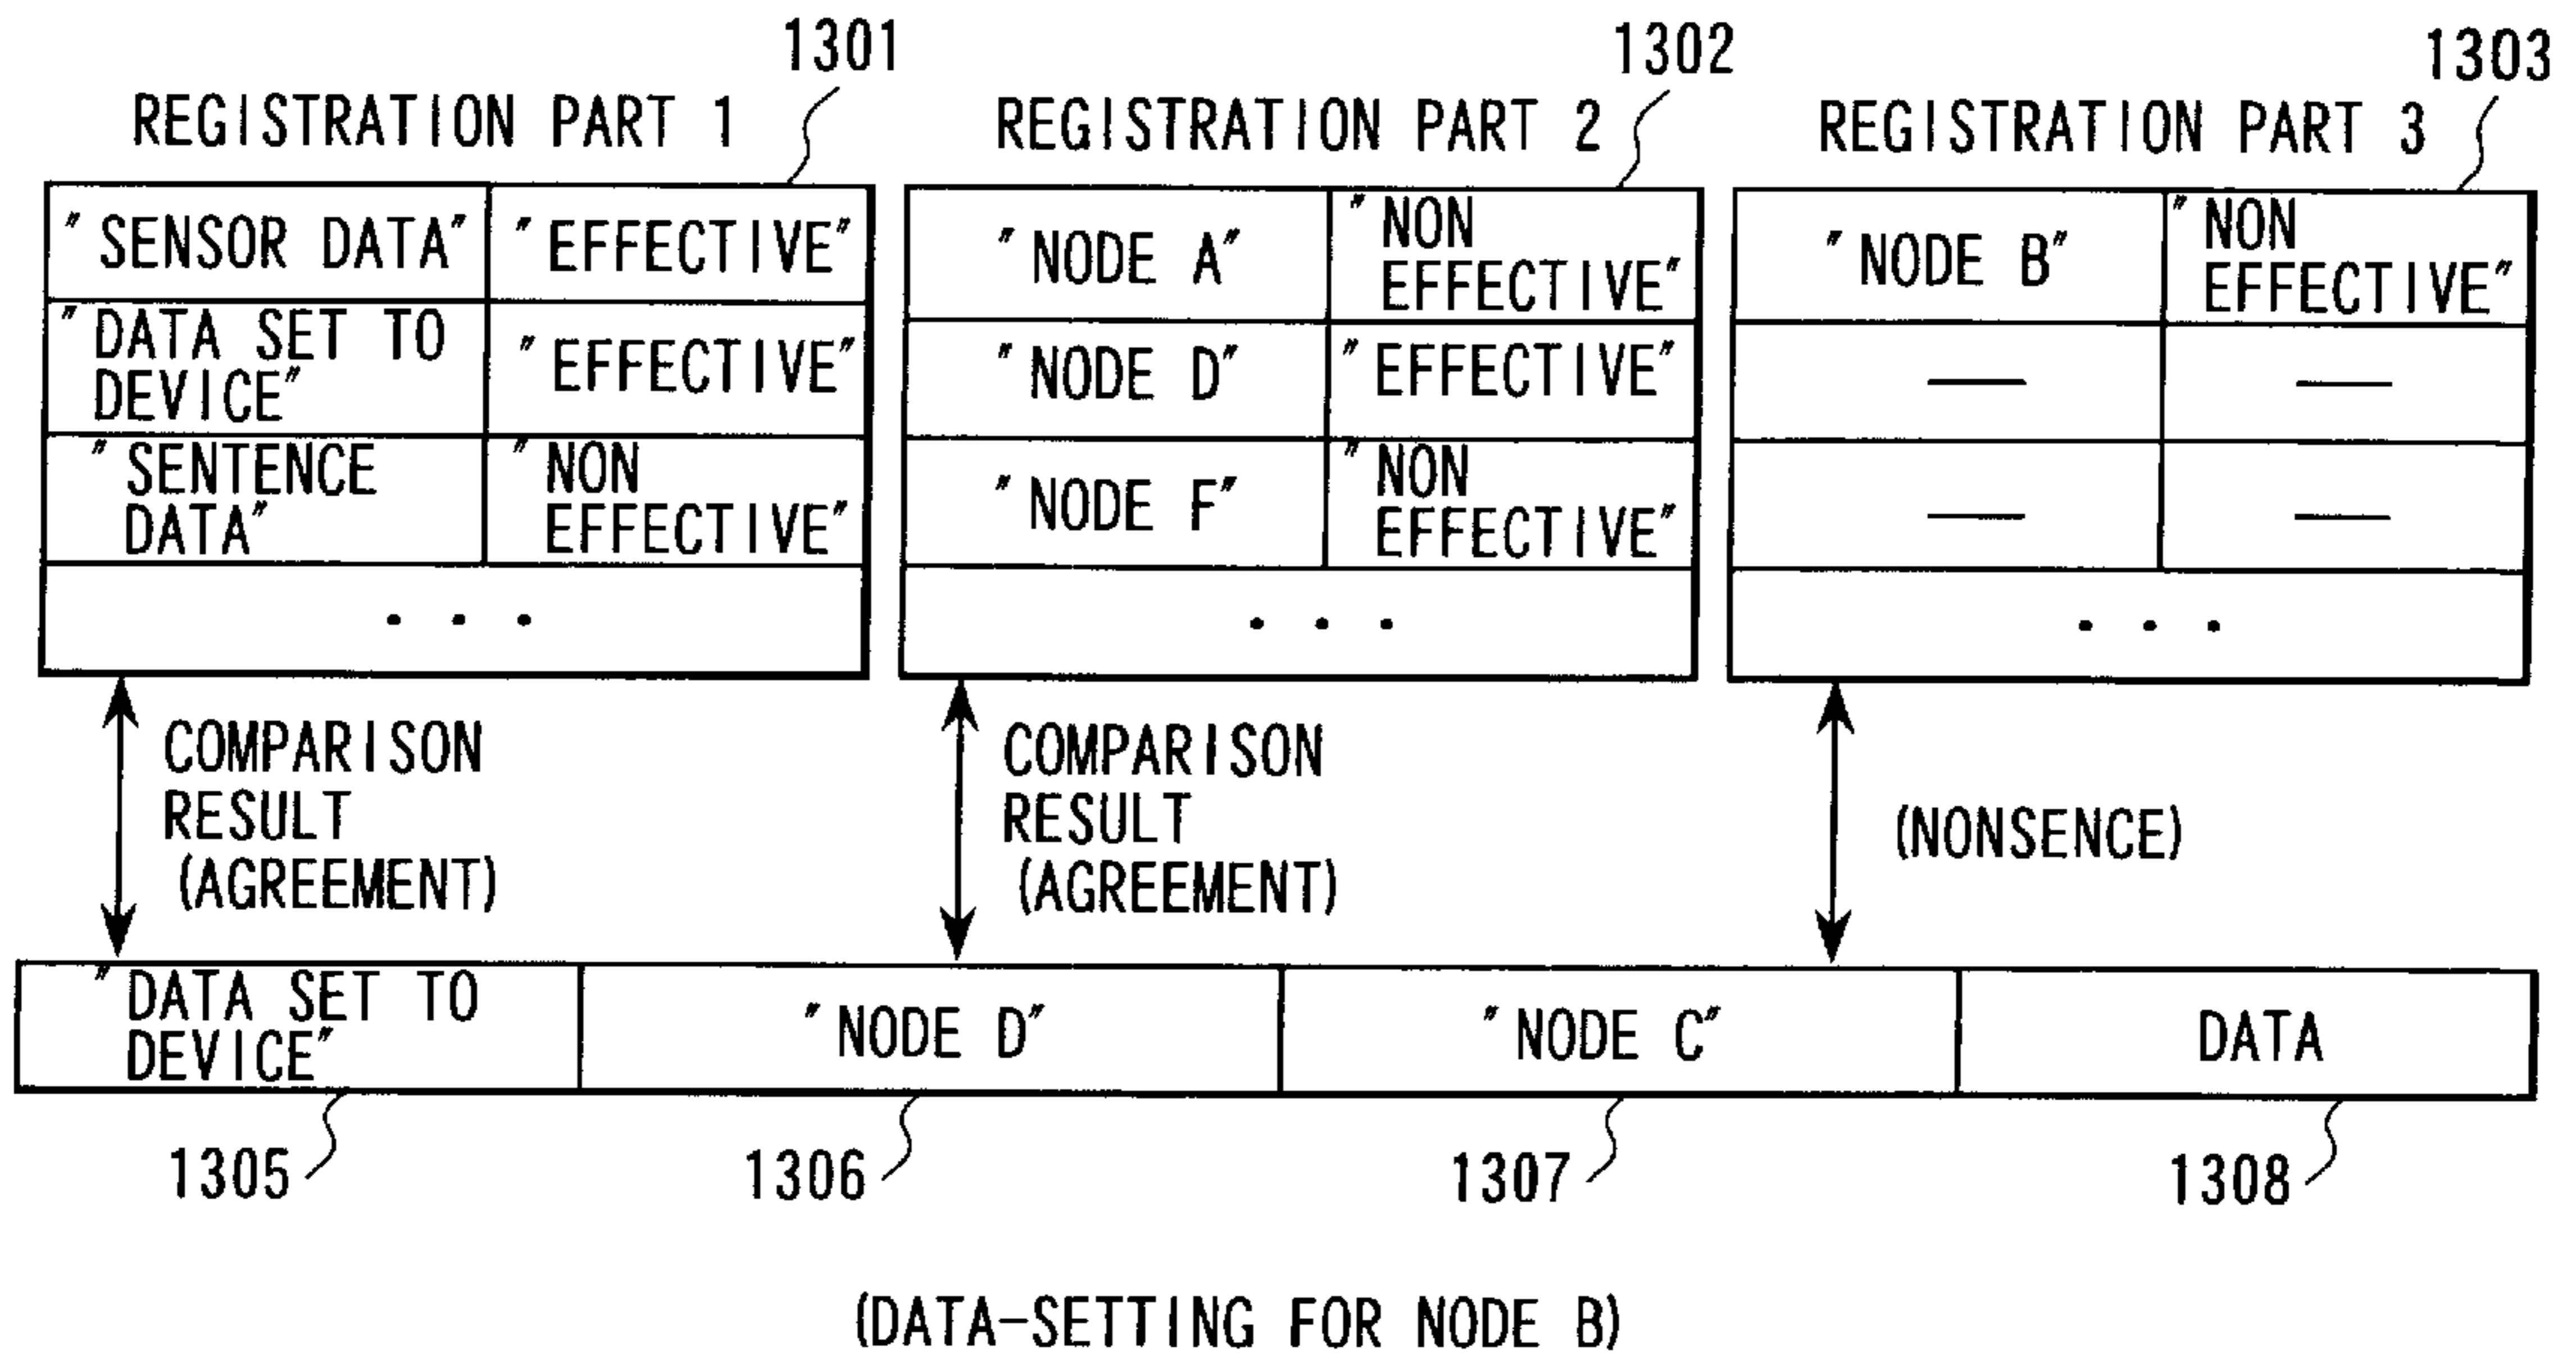 1301
1302
1303
REGISTRATION PART 1
REGISTRATION PART 2
REGISTRATION PART 3
"SENSOR DATA"
"EFFECTIVE"
"DATA SET TO
DEVICE"
"EFFECTIVE"
"SENTENCE
DATA"
"NON
EFFECTIVE"
. . .
"NODE A"
"NON
EFFECTIVE"
"NODE D"
"EFFECTIVE"
"NODE F"
"NON
EFFECTIVE"
. . .
"NODE B"
"NON
EFFECTIVE"
—
—
—
—
. . .
COMPARISON
RESULT
(AGREEMENT)
COMPARISON
RESULT
(AGREEMENT)
(NONSENCE)
"DATA SET TO
DEVICE"
"NODE D"
"NODE C"
DATA
1305
1306
1307
1308
(DATA-SETTING FOR NODE B)